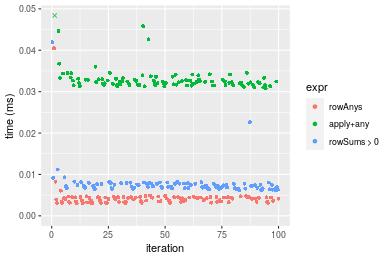 0.05
0.04
0.03
0.02
0.01
0.00
time (ms)
0
25
50
75
100
iteration
expr
rowAnys
apply+any
rowSums > 0